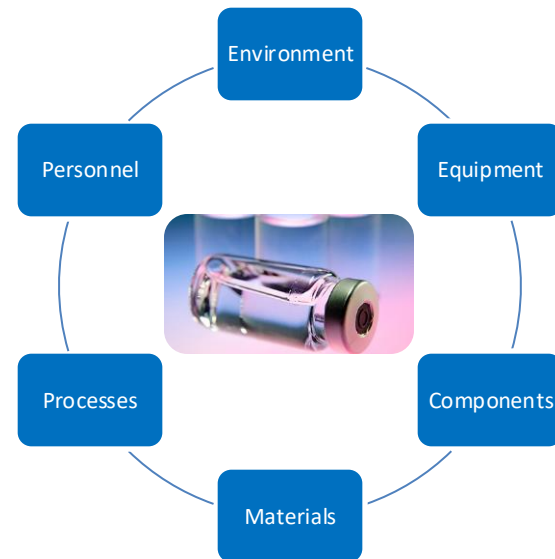 Environment
Equipment
Components
Materials
Processes
Personnel